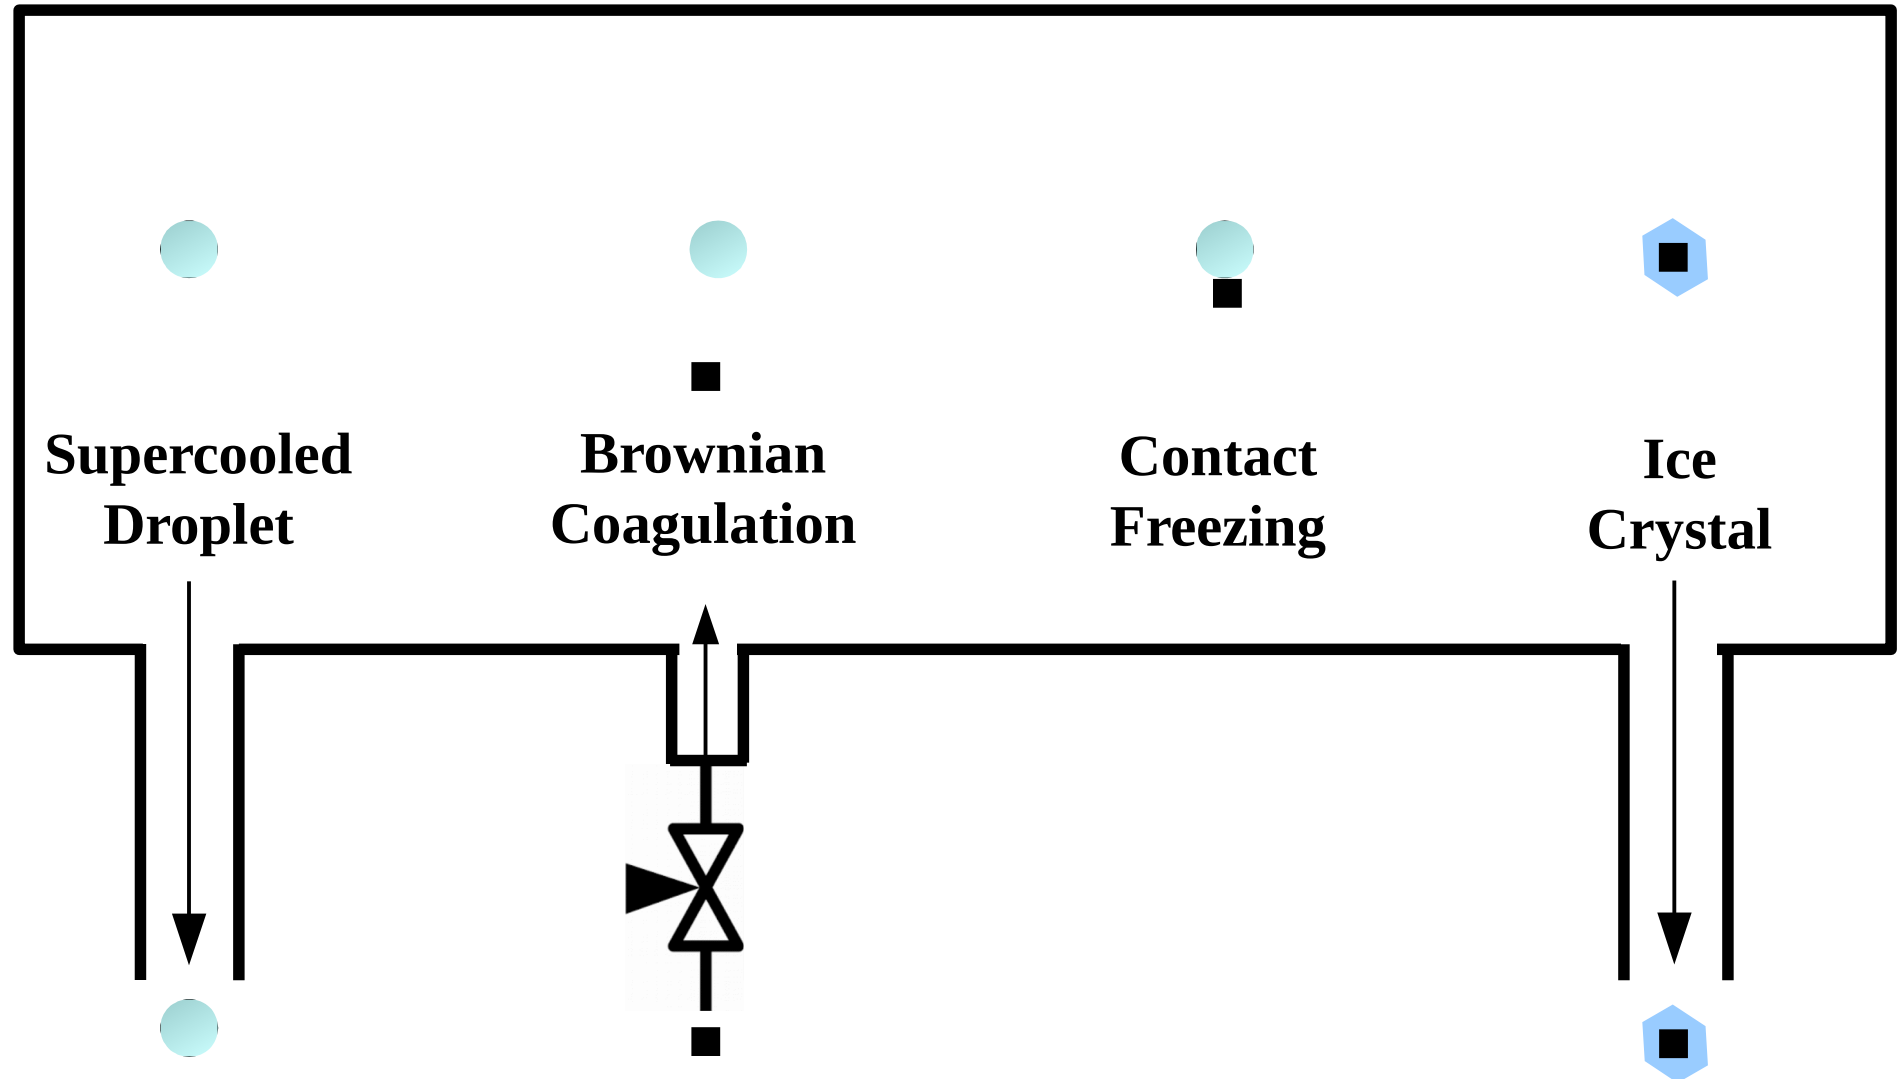 Supercooled
Droplet
Brownian
Coagulation
Contact
Freezing
Ice
Crystal